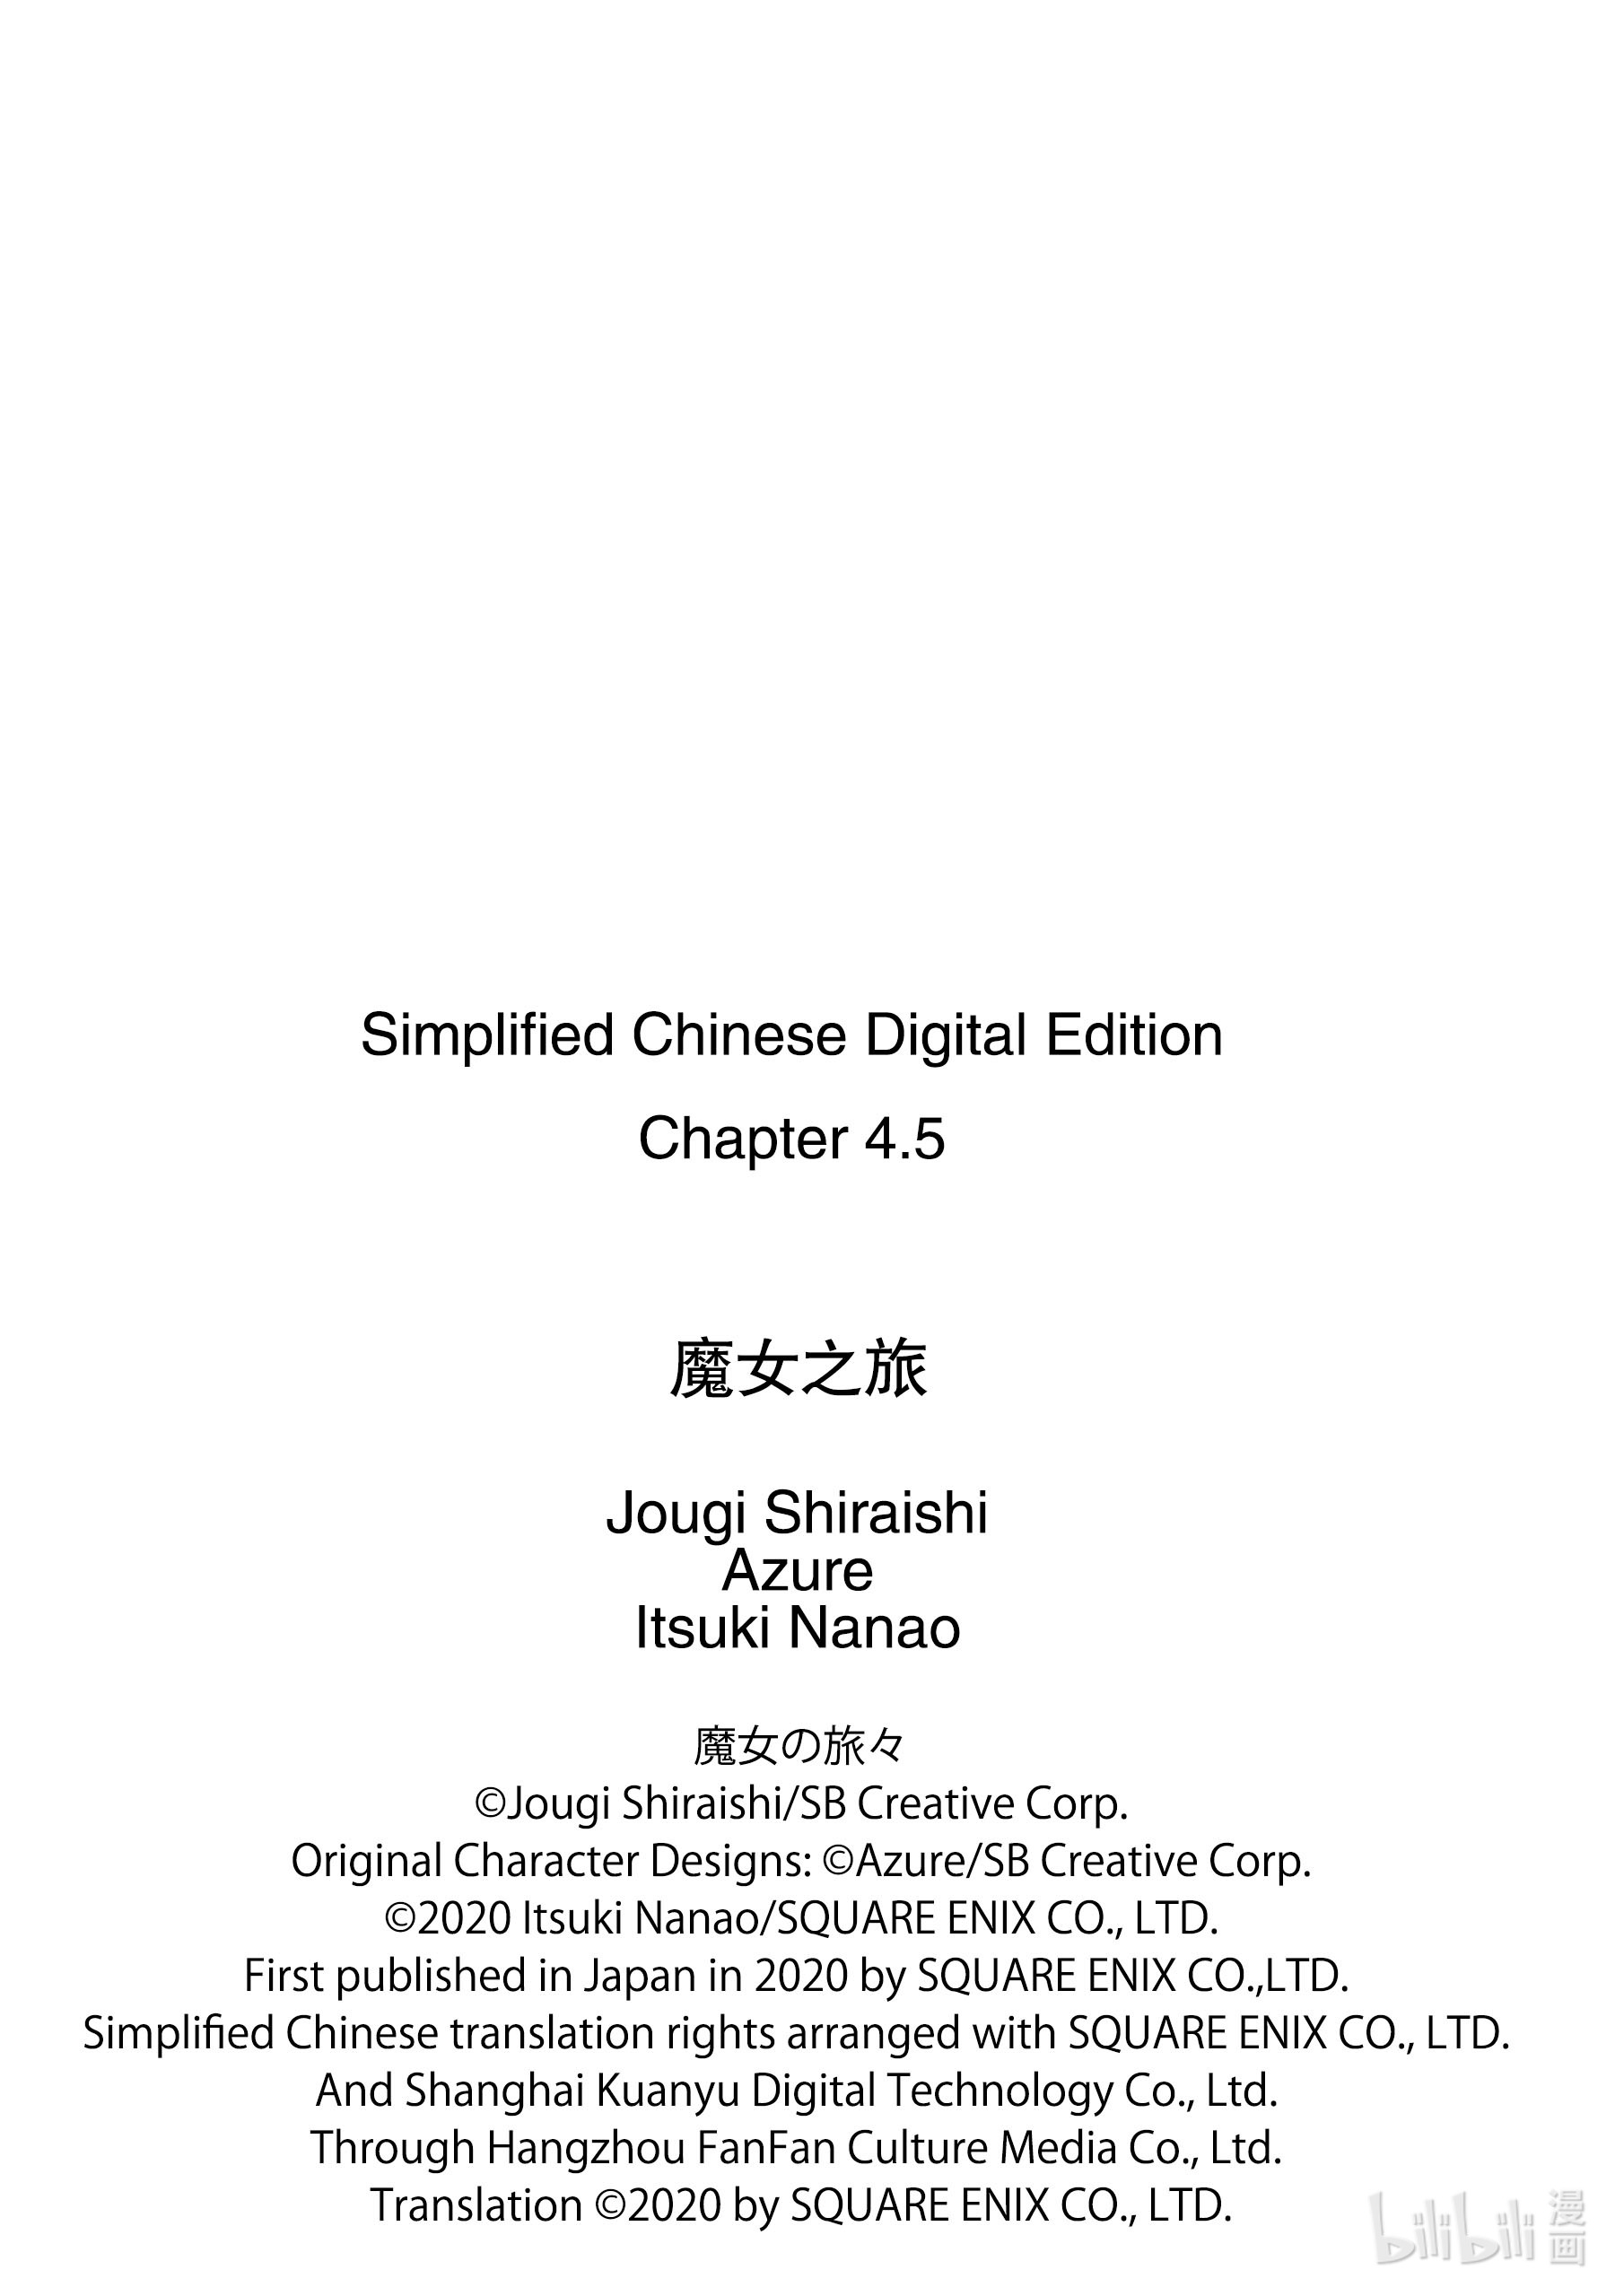 Simplified Chinese Digital Edition
Chapter 4.5
魔女之旅
Jougi Shiraishi
Azure
Itsuki Nanao
魔女の旅々
©Jougi Shiraishi/SB Creative Corp.
Original Character Designs: ©Azure/SB Creative Corp.
©2020 Itsuki Nanao/SQUARE ENIX CO., LTD.
First published in Japan in 2020 by SQUARE ENIX CO.,LTD.
Simplified Chinese translation rights arranged with SQUARE ENIX CO., LTD.
And Shanghai Kuanyu Digital Technology Co., Ltd.
Through Hangzhou FanFan Culture Media Co., Ltd.
Translation ©2020 by SQUARE ENIX CO., LTD.
bilibili 漫画